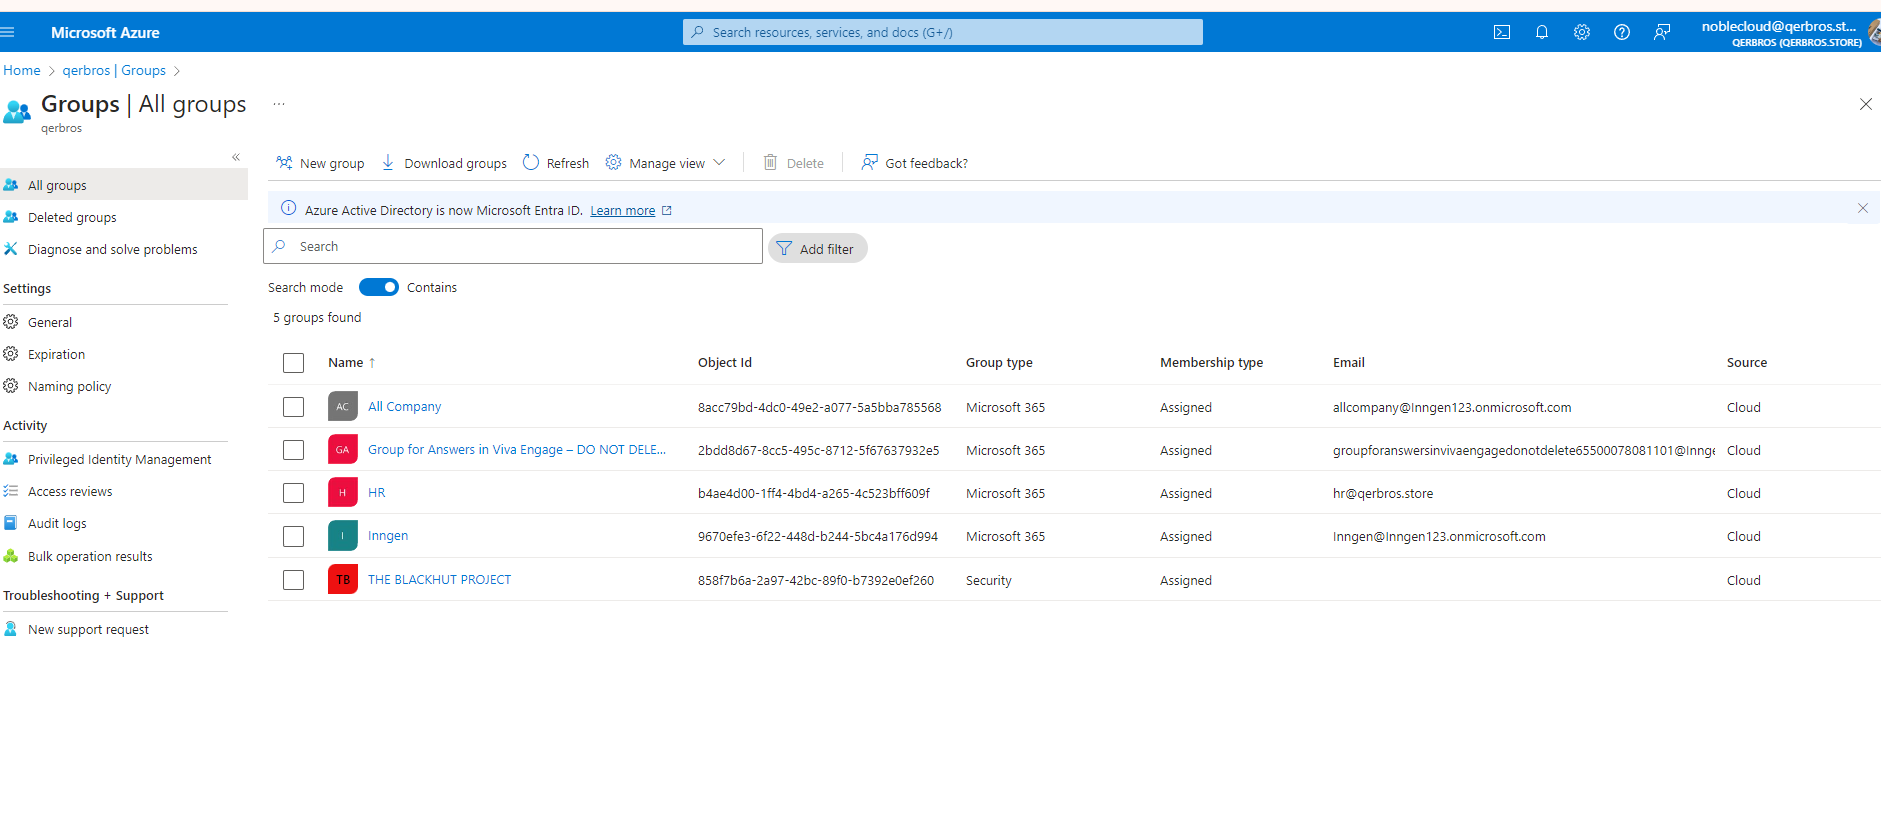 Microsoft Azure
Search resources, services, and docs (G+/)
noblecloud@qerbros.st...
QERBROS (QERBROS.STORE)
Home > qerbros | Groups >
Groups | All groups ...
qerbros
«
New group Download groups Refresh Manage view Delete Got feedback?
All groups
Deleted groups
Diagnose and solve problems
Settings
General
Expiration
Naming policy
Activity
Privileged Identity Management
Access reviews
Audit logs
Bulk operation results
Troubleshooting + Support
New support request
Azure Active Directory is now Microsoft Entra ID. Learn more
Search
Add filter
Search mode Contains
5 groups found
Name ↑ Object Id Group type Membership type Email Source
AC All Company 8acc79bd-4dc0-49e2-a077-5a5bba785568 Microsoft 365 Assigned allcompany@Inngen123.onmicrosoft.com Cloud
GA Group for Answers in Viva Engage – DO NOT DELE... 2bdd8d67-8cc5-495c-8712-5f67637932e5 Microsoft 365 Assigned groupforanswersinvivaengagedonotdelete65500078081101@Innge Cloud
H HR b4ae4d00-1ff4-4bd4-a265-4c523bff609f Microsoft 365 Assigned hr@qerbros.store Cloud
I Inngen 9670efe3-6f22-448d-b244-5bc4a176d994 Microsoft 365 Assigned Inngen@Inngen123.onmicrosoft.com Cloud
TB THE BLACKHUT PROJECT 858f7b6a-2a97-42bc-89f0-b7392e0ef260 Security Assigned Cloud